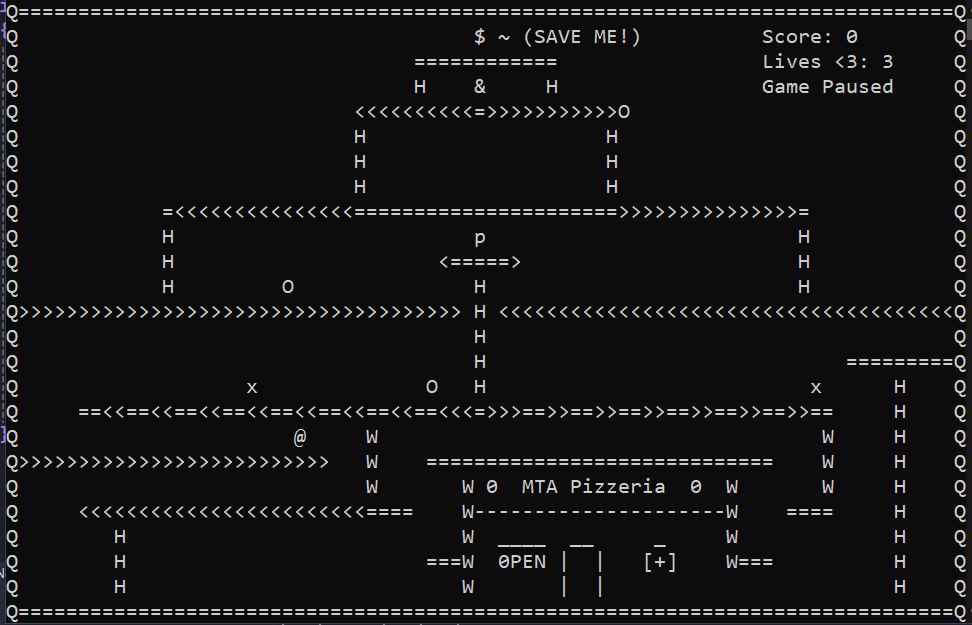 Q==============================================================================Q
Q                                      $ ~ (SAVE ME!)          Score: 0        Q
Q                                 ============                 Lives <3: 3     Q
Q                                 H    &     H                 Game Paused     Q
Q                            <<<<<<<<<<=>>>>>>>>>>>O                           Q
Q                            H                    H                            Q
Q                            H                    H                            Q
Q                            H                    H                            Q
Q            =<<<<<<<<<<<<<<<======================>>>>>>>>>>>>>>>=            Q
Q            H                         p                          H            Q
Q            H                      <=====>                       H            Q
Q            H         O               H                          H            Q
Q>>>>>>>>>>>>>>>>>>>>>>>>>>>>>>>>>>>>> H <<<<<<<<<<<<<<<<<<<<<<<<<<<<<<<<<<<<<<Q
Q                                      H                                       Q
Q                                      H                              =========Q
Q                   x              O   H                           x      H    Q
Q     ==<<==<<==<<==<<==<<==<<==<<==<<<=>>>==>>==>>==>>==>>==>>==     H    Q
Q                       @     W                                     W     H    Q
Q>>>>>>>>>>>>>>>>>>>>>>>>>>   W    =============================    W     H    Q
Q                             W       W 0  MTA Pizzeria  0  W       W     H    Q
Q     <<<<<<<<<<<<<<<<<<<<<<<<====    W---------------------W    ====     H    Q
Q        H                            W  ____  __     _     W             H    Q
Q        H                         ===W  0PEN |  |   [+]    W===          H    Q
Q        H                            W       |  |                        H    Q
Q==============================================================================Q